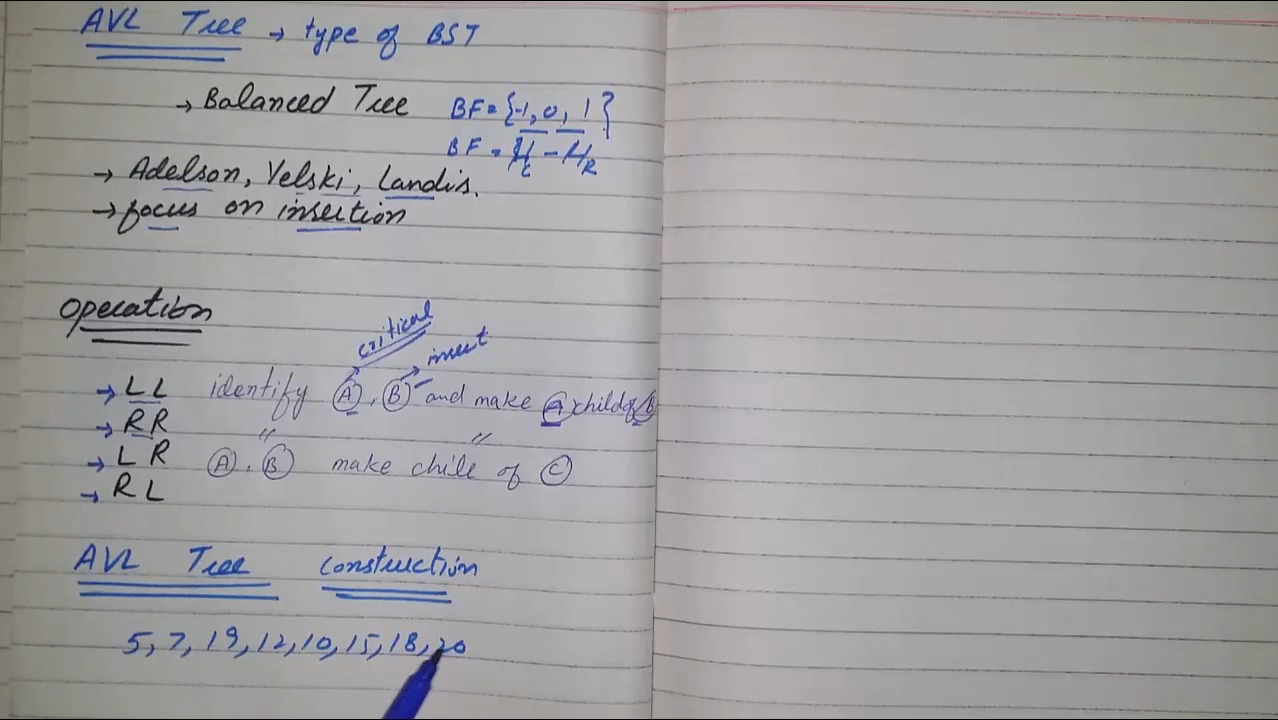 AVL Tree → type of BST
→ Balanced Tree BF = {-1, 0, 1}
BF = HL - HR
→ Adelson, Velski, Landis.
→ focus on insertion
Operation
critical
insert
→ LL identify A, B and make A child of B
→ RR " "
→ LR A, B make chile of C
→ RL
AVL Tree Construction
5, 7, 19, 12, 10, 15, 18, 20